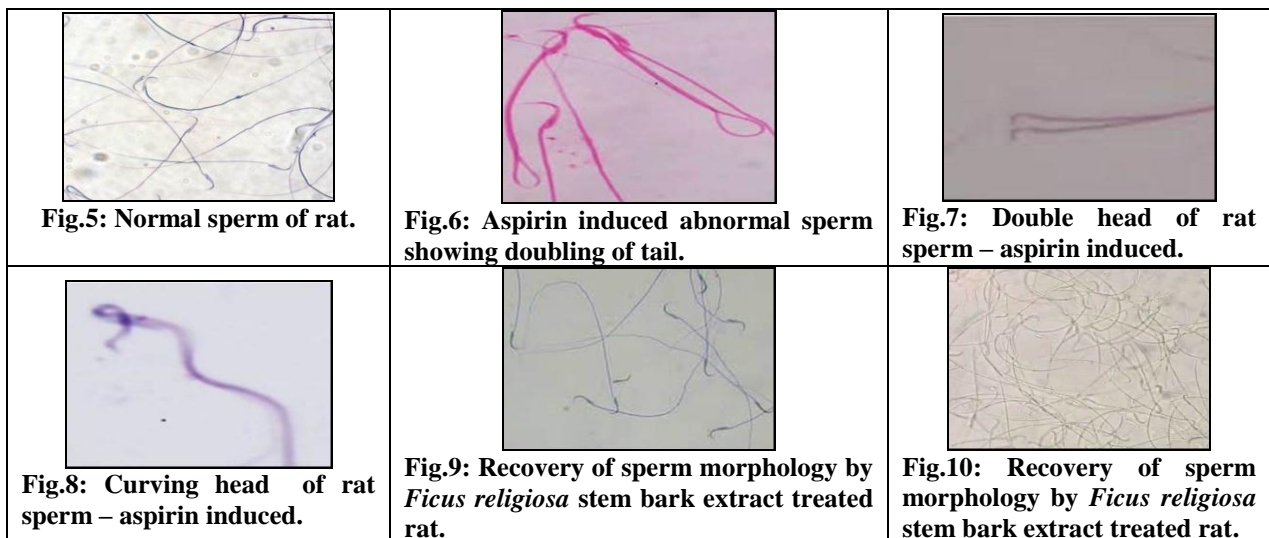 Fig.5: Normal sperm of rat.
Fig.6: Aspirin induced abnormal sperm
showing doubling of tail.
Fig.7: Double head of rat
sperm – aspirin induced.
Fig.8: Curving head of rat
sperm – aspirin induced.
Fig.9: Recovery of sperm morphology by
Ficus religiosa stem bark extract treated
rat.
Fig.10: Recovery of sperm
morphology by Ficus religiosa
stem bark extract treated rat.